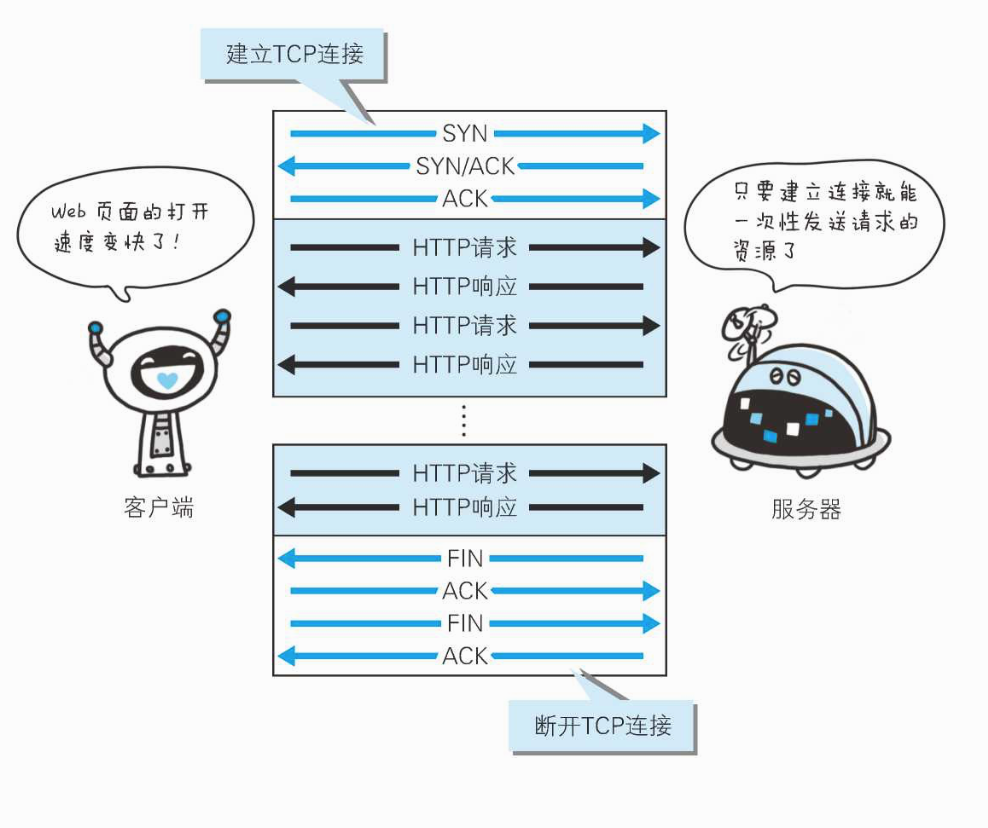 建立TCP连接
SYN
SYN/ACK
ACK
Web 页面的打开
速度变快了!
只要建立连接就能
一次性发送请求的
资源了
HTTP请求
HTTP响应
HTTP请求
HTTP响应
HTTP请求
HTTP响应
客户端
服务器
FIN
ACK
FIN
ACK
断开TCP连接